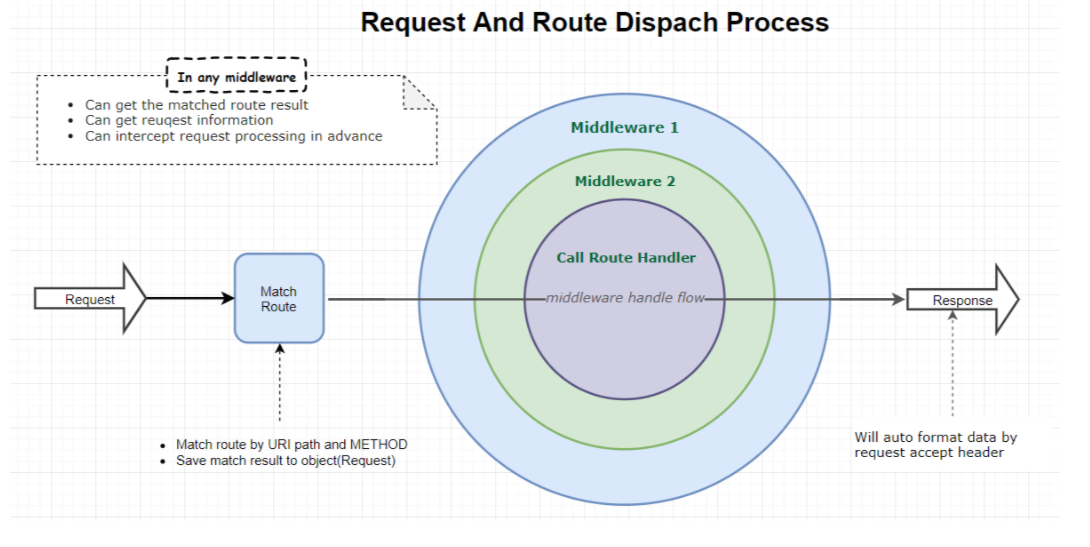 Request And Route Dispach Process
In any middleware
• Can get the matched route result
• Can get reuqest information
• Can intercept request processing in advance
Middleware 1
Middleware 2
Call Route Handler
middleware handle flow
Request
Match
Route
Response
• Match route by URI path and METHOD
• Save match result to object(Request)
Will auto format data by
request accept header